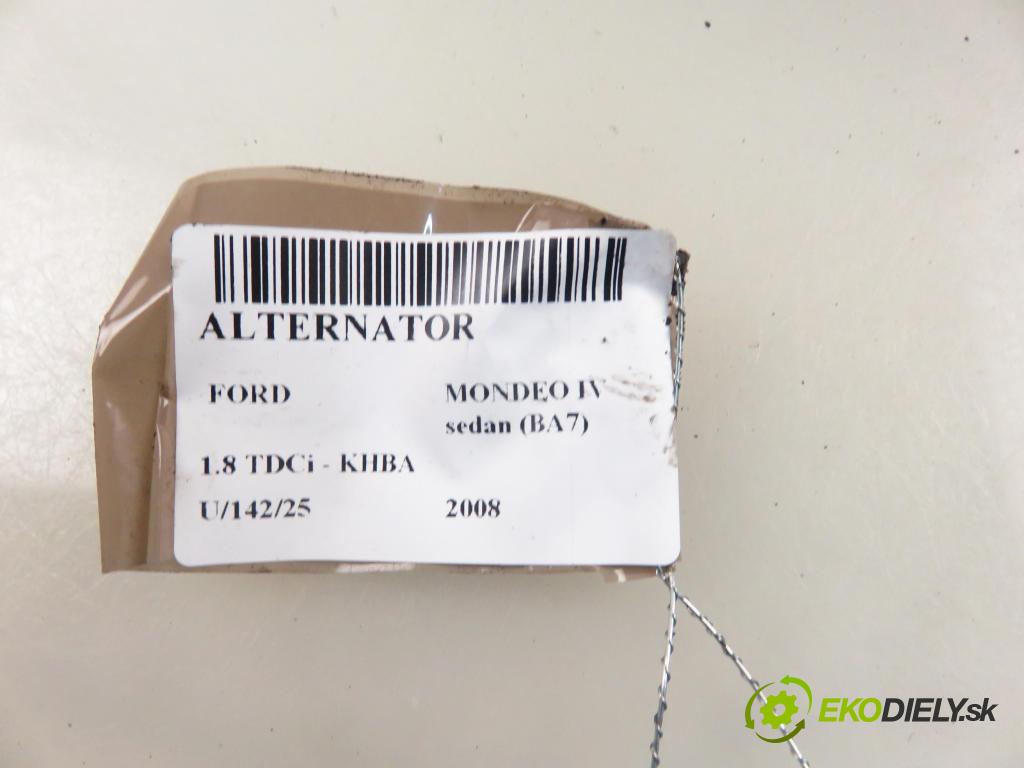 ALTERNATOR
FORD MONDEO IV
sedan (BA7)
1.8 TDCi - KHBA
U/142/25 2008
EKODIELY.sk